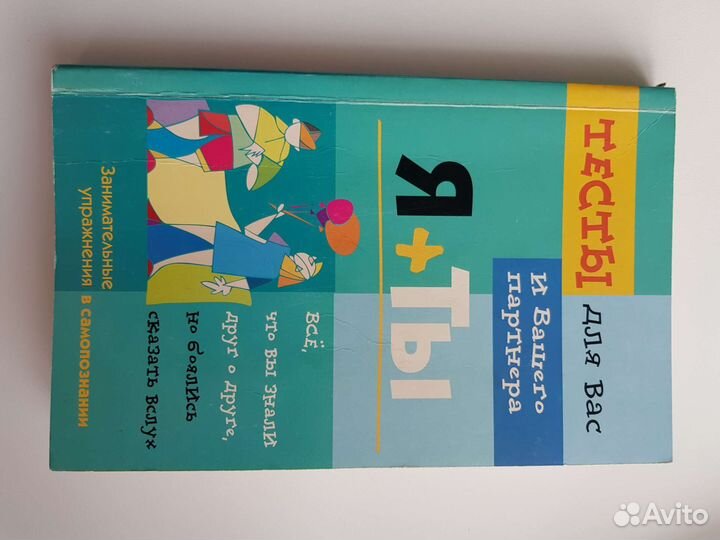 ТЕСТЫ для вас
и вашего
партнера
Я + Ты
всё,
что вы знали
друг о друге,
но боялись
сказать вслух
Занимательные
упражнения в самопознании
Avito